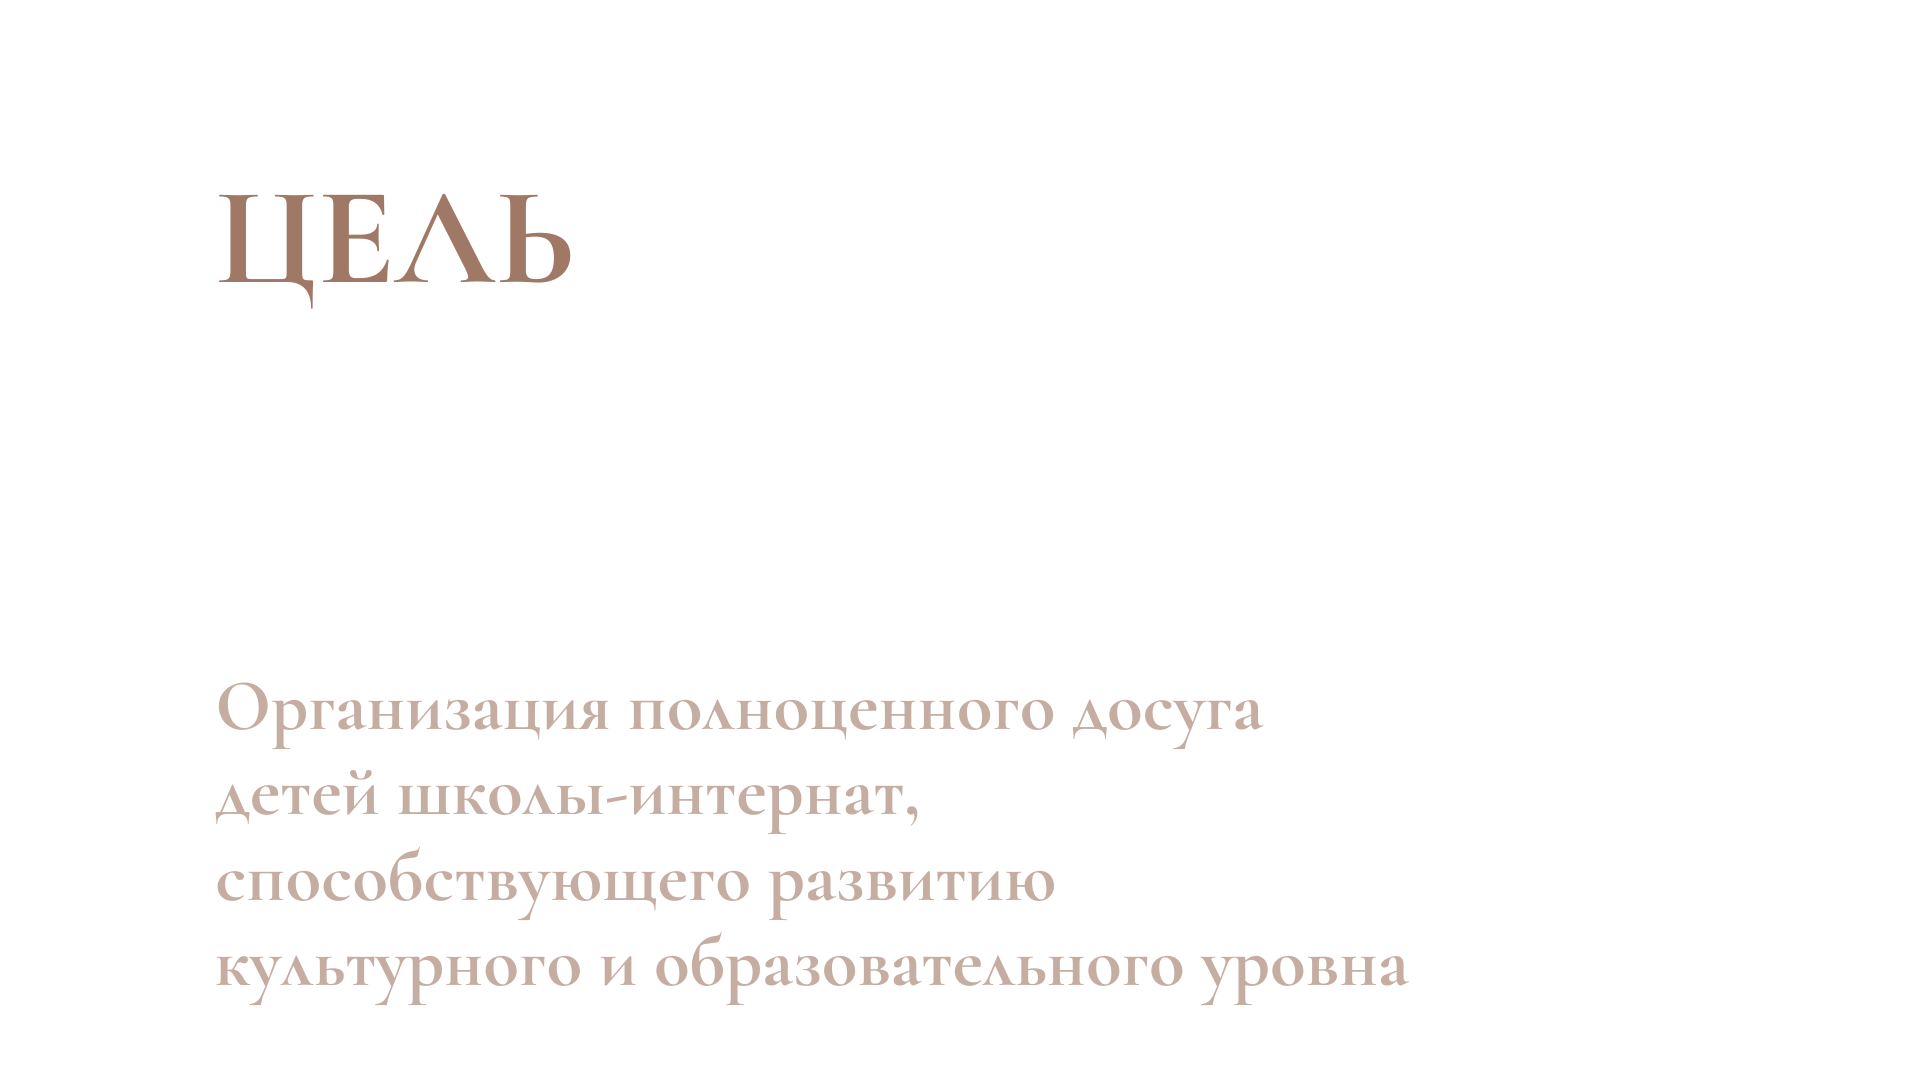 ЦЕЛЬ
Организация полноценного досуга
детей школы-интернат,
способствующего развитию
культурного и образовательного уровна